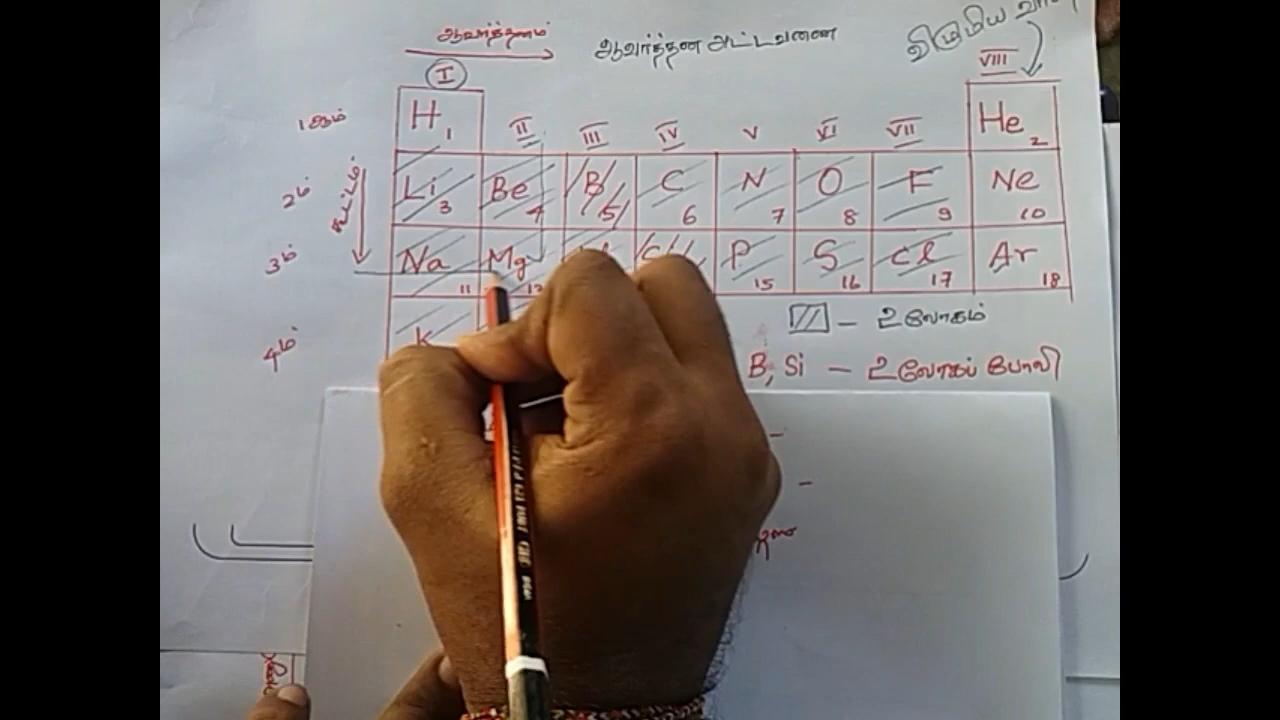 ஆவர்த்தனம்
ஆவர்த்தன அட்டவணை
விழுமிய வாயு
I II III IV V VI VII VIII
1ஆம் H 1 He 2
2ம் Li 3 Be 4 B 5 C 6 N 7 O 8 F 9 Ne 10
கூட்டம்
3ம் Na 11 Mg 12 P 15 S 16 Cl 17 Ar 18
4ம் K
உலோகம்
B, Si – உலோகப் போலி